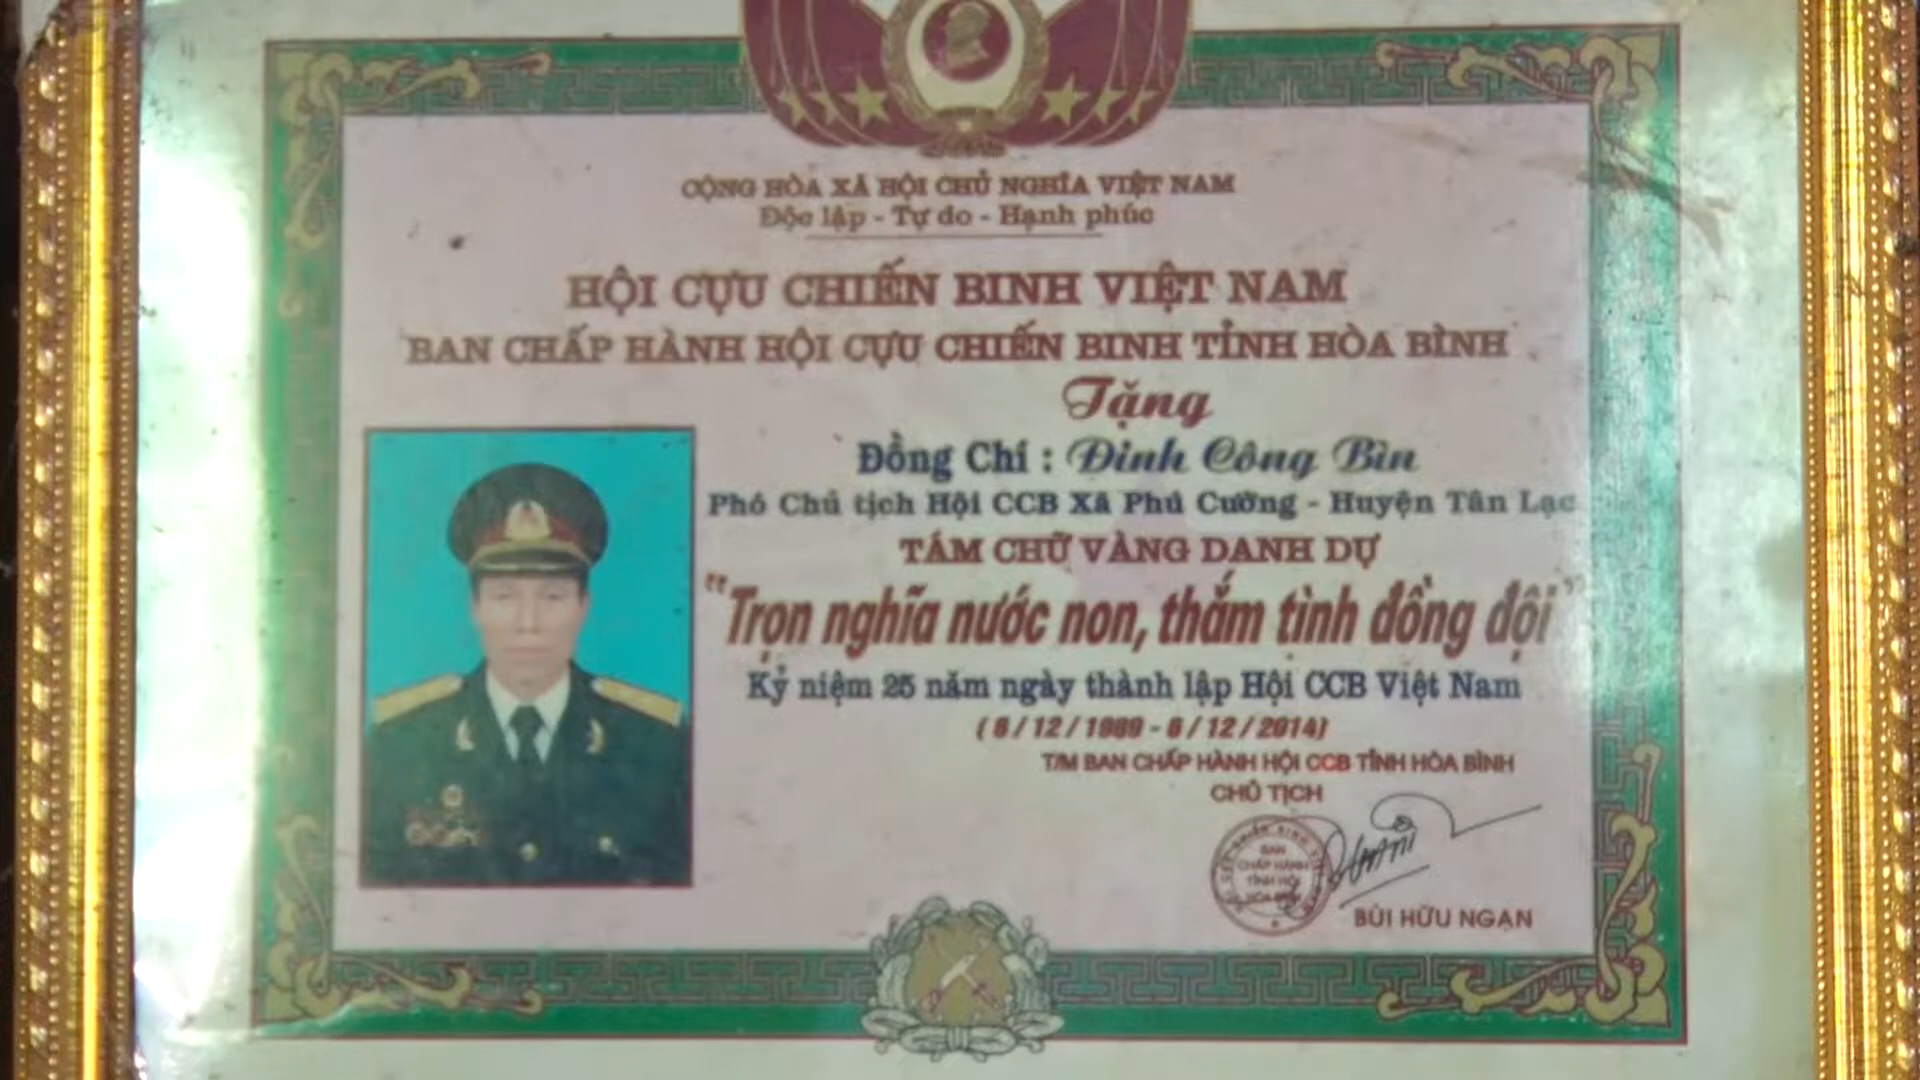 CỘNG HÒA XÃ HỘI CHỦ NGHĨA VIỆT NAM
Độc lập - Tự do - Hạnh phúc
HỘI CỰU CHIẾN BINH VIỆT NAM
BAN CHẤP HÀNH HỘI CỰU CHIẾN BINH TỈNH HÒA BÌNH
Tặng
Đồng Chí : Đinh Công Bìn
Phó Chủ tịch Hội CCB Xã Phú Cường - Huyện Tân Lạc
TÁM CHỮ VÀNG DANH DỰ
"Trọn nghĩa nước non, thắm tình đồng đội"
Kỷ niệm 25 năm ngày thành lập Hội CCB Việt Nam
( 6 / 12 / 1989 - 6 / 12 / 2014)
T/M BAN CHẤP HÀNH HỘI CCB TỈNH HÒA BÌNH
CHỦ TỊCH
BAN
CHẤP HÀNH
BÙI HỮU NGẠN